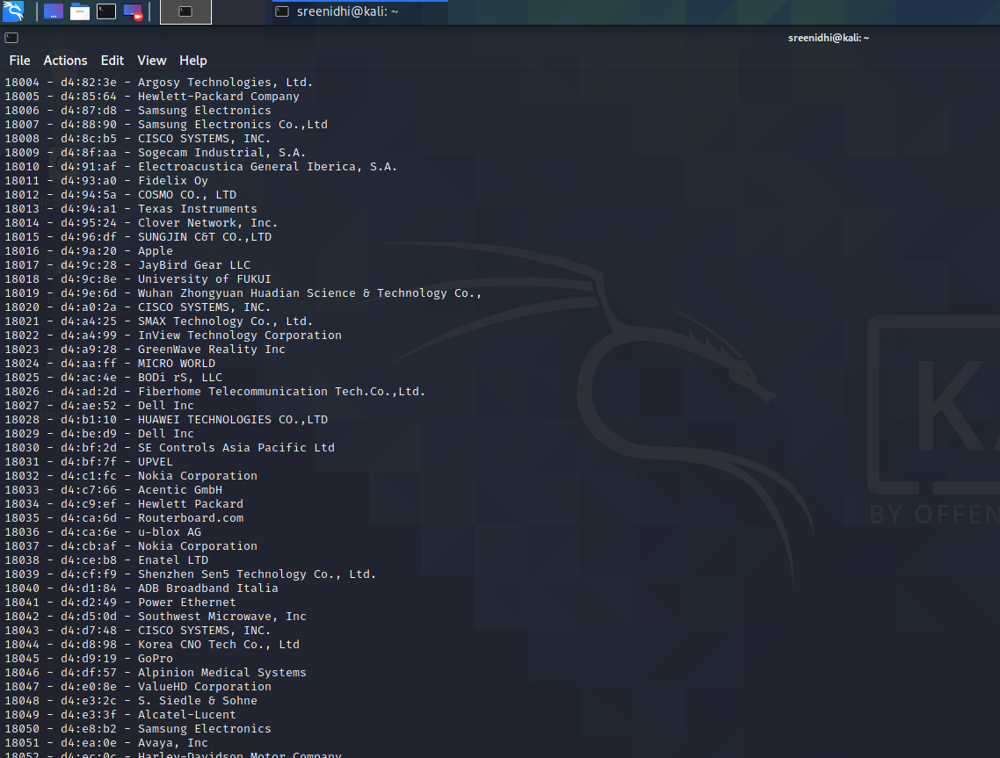 sreenidhi@kali: ~
sreenidhi@kali: ~
File Actions Edit View Help
18004 - d4:82:3e - Argosy Technologies, Ltd.
18005 - d4:85:64 - Hewlett-Packard Company
18006 - d4:87:d8 - Samsung Electronics
18007 - d4:88:90 - Samsung Electronics Co.,Ltd
18008 - d4:8c:b5 - CISCO SYSTEMS, INC.
18009 - d4:8f:aa - Sogecam Industrial, S.A.
18010 - d4:91:af - Electroacustica General Iberica, S.A.
18011 - d4:93:a0 - Fidelix Oy
18012 - d4:94:5a - COSMO CO., LTD
18013 - d4:94:a1 - Texas Instruments
18014 - d4:95:24 - Clover Network, Inc.
18015 - d4:96:df - SUNGJIN C&T CO.,LTD
18016 - d4:9a:20 - Apple
18017 - d4:9c:28 - JayBird Gear LLC
18018 - d4:9c:8e - University of FUKUI
18019 - d4:9e:6d - Wuhan Zhongyuan Huadian Science & Technology Co.,
18020 - d4:a0:2a - CISCO SYSTEMS, INC.
18021 - d4:a4:25 - SMAX Technology Co., Ltd.
18022 - d4:a4:99 - InView Technology Corporation
18023 - d4:a9:28 - GreenWave Reality Inc
18024 - d4:aa:ff - MICRO WORLD
18025 - d4:ac:4e - BODi rS, LLC
18026 - d4:ad:2d - Fiberhome Telecommunication Tech.Co.,Ltd.
18027 - d4:ae:52 - Dell Inc
18028 - d4:b1:10 - HUAWEI TECHNOLOGIES CO.,LTD
18029 - d4:be:d9 - Dell Inc
18030 - d4:bf:2d - SE Controls Asia Pacific Ltd
18031 - d4:bf:7f - UPVEL
18032 - d4:c1:fc - Nokia Corporation
18033 - d4:c7:66 - Acentic GmbH
18034 - d4:c9:ef - Hewlett Packard
18035 - d4:ca:6d - Routerboard.com
18036 - d4:ca:6e - u-blox AG
18037 - d4:cb:af - Nokia Corporation
18038 - d4:ce:b8 - Enatel LTD
18039 - d4:cf:f9 - Shenzhen Sen5 Technology Co., Ltd.
18040 - d4:d1:84 - ADB Broadband Italia
18041 - d4:d2:49 - Power Ethernet
18042 - d4:d5:0d - Southwest Microwave, Inc
18043 - d4:d7:48 - CISCO SYSTEMS, INC.
18044 - d4:d8:98 - Korea CNO Tech Co., Ltd
18045 - d4:d9:19 - GoPro
18046 - d4:df:57 - Alpinion Medical Systems
18047 - d4:e0:8e - ValueHD Corporation
18048 - d4:e3:2c - S. Siedle & Sohne
18049 - d4:e3:3f - Alcatel-Lucent
18050 - d4:e8:b2 - Samsung Electronics
18051 - d4:ea:0e - Avaya, Inc
18052 - d4:ec:0c - Harley-Davidson Motor Company
BY OFFEN